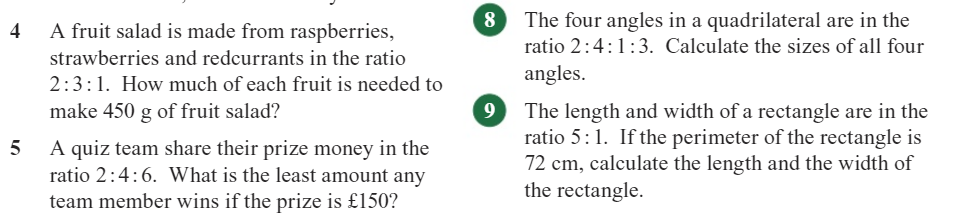 4 A fruit salad is made from raspberries,
strawberries and redcurrants in the ratio
2:3:1. How much of each fruit is needed to
make 450 g of fruit salad?
5 A quiz team share their prize money in the
ratio 2:4:6. What is the least amount any
team member wins if the prize is £150?
8 The four angles in a quadrilateral are in the
ratio 2:4:1:3. Calculate the sizes of all four
angles.
9 The length and width of a rectangle are in the
ratio 5:1. If the perimeter of the rectangle is
72 cm, calculate the length and the width of
the rectangle.